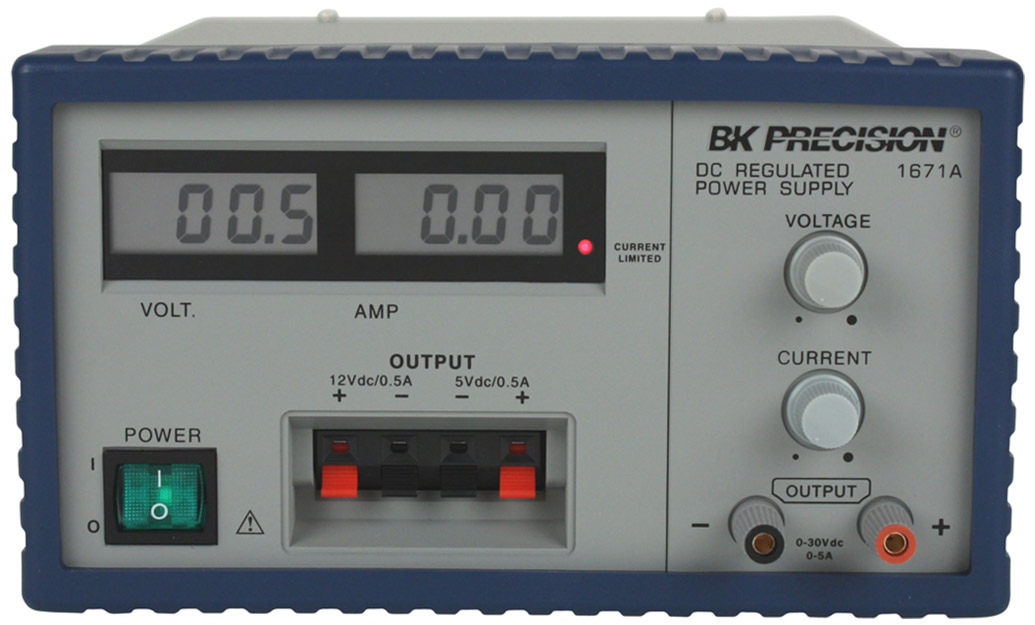 BK PRECISION®
DC REGULATED 1671A
POWER SUPPLY
00.5 0.00
CURRENT
LIMITED
VOLT. AMP
VOLTAGE
OUTPUT
12Vdc/0.5A 5Vdc/0.5A
+ − − +
CURRENT
POWER
I
I
O
O
OUTPUT
− +
0-30Vdc
0-5A